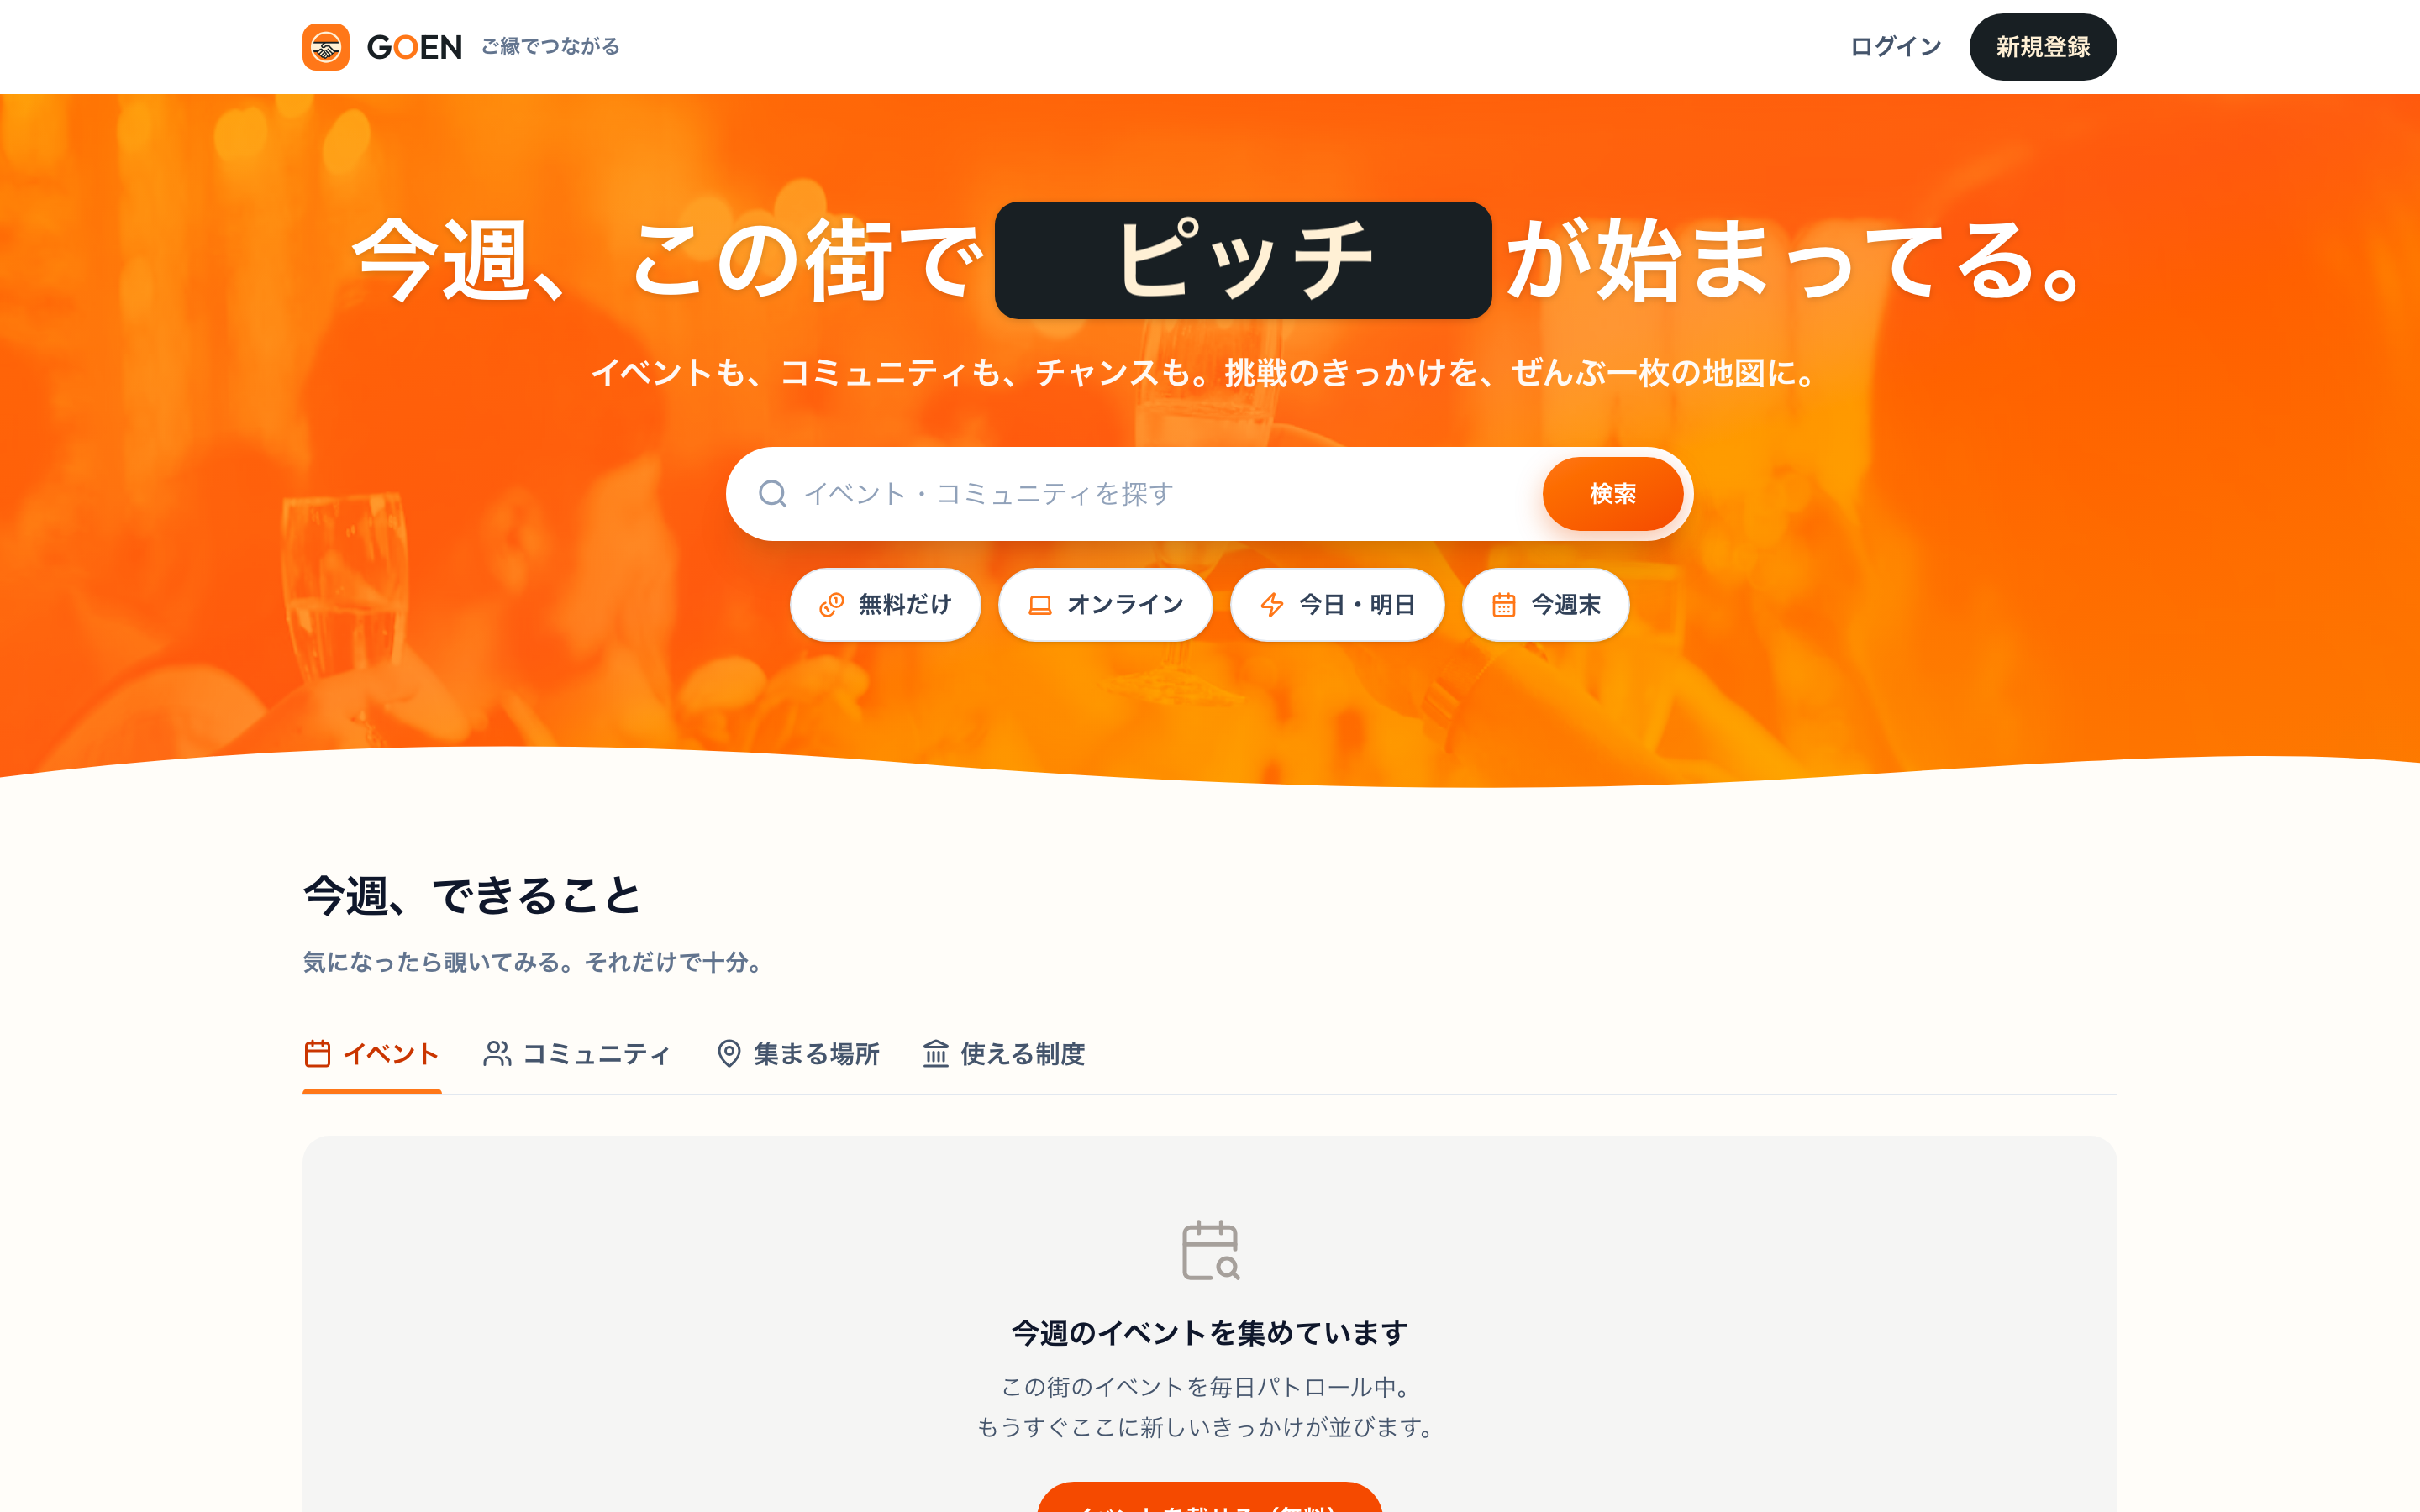 GOEN ご縁でつながる
ログイン 新規登録
今週、この街で ピッチ が始まってる。
イベントも、コミュニティも、チャンスも。挑戦のきっかけを、ぜんぶ一枚の地図に。
イベント・コミュニティを探す 検索
無料だけ オンライン 今日・明日 今週末
今週、できること
気になったら覗いてみる。それだけで十分。
イベント コミュニティ 集まる場所 使える制度
今週のイベントを集めています
この街のイベントを毎日パトロール中。
もうすぐここに新しいきっかけが並びます。
イベントを載せる（無料）